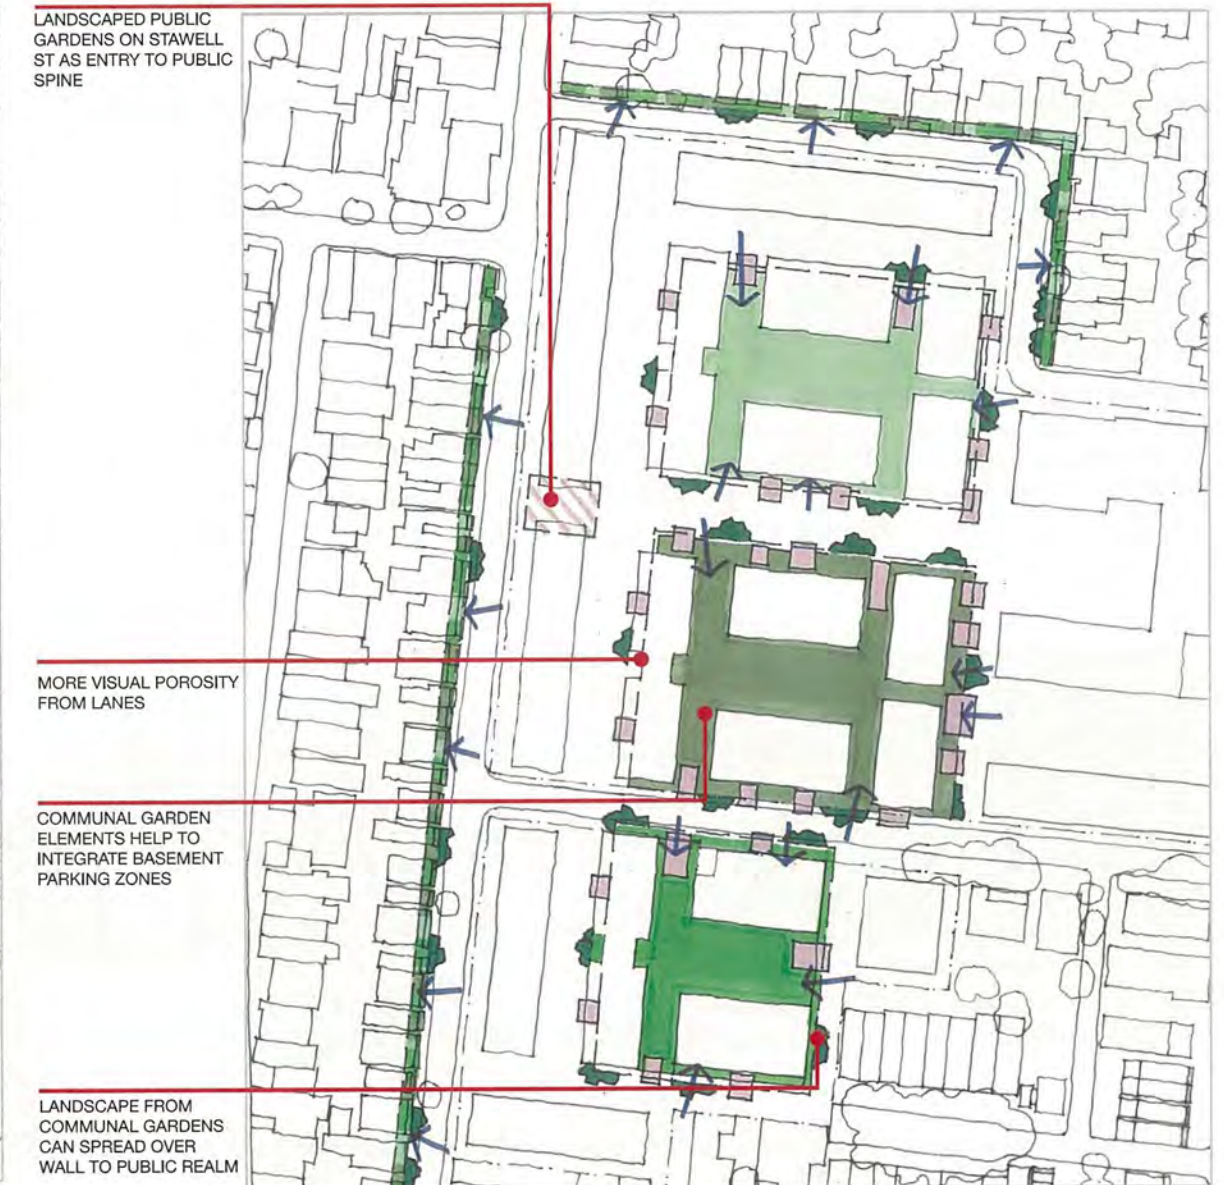 LANDSCAPED PUBLIC
GARDENS ON STAWELL
ST AS ENTRY TO PUBLIC
SPINE
MORE VISUAL POROSITY
FROM LANES
COMMUNAL GARDEN
ELEMENTS HELP TO
INTEGRATE BASEMENT
PARKING ZONES
LANDSCAPE FROM
COMMUNAL GARDENS
CAN SPREAD OVER
WALL TO PUBLIC REALM